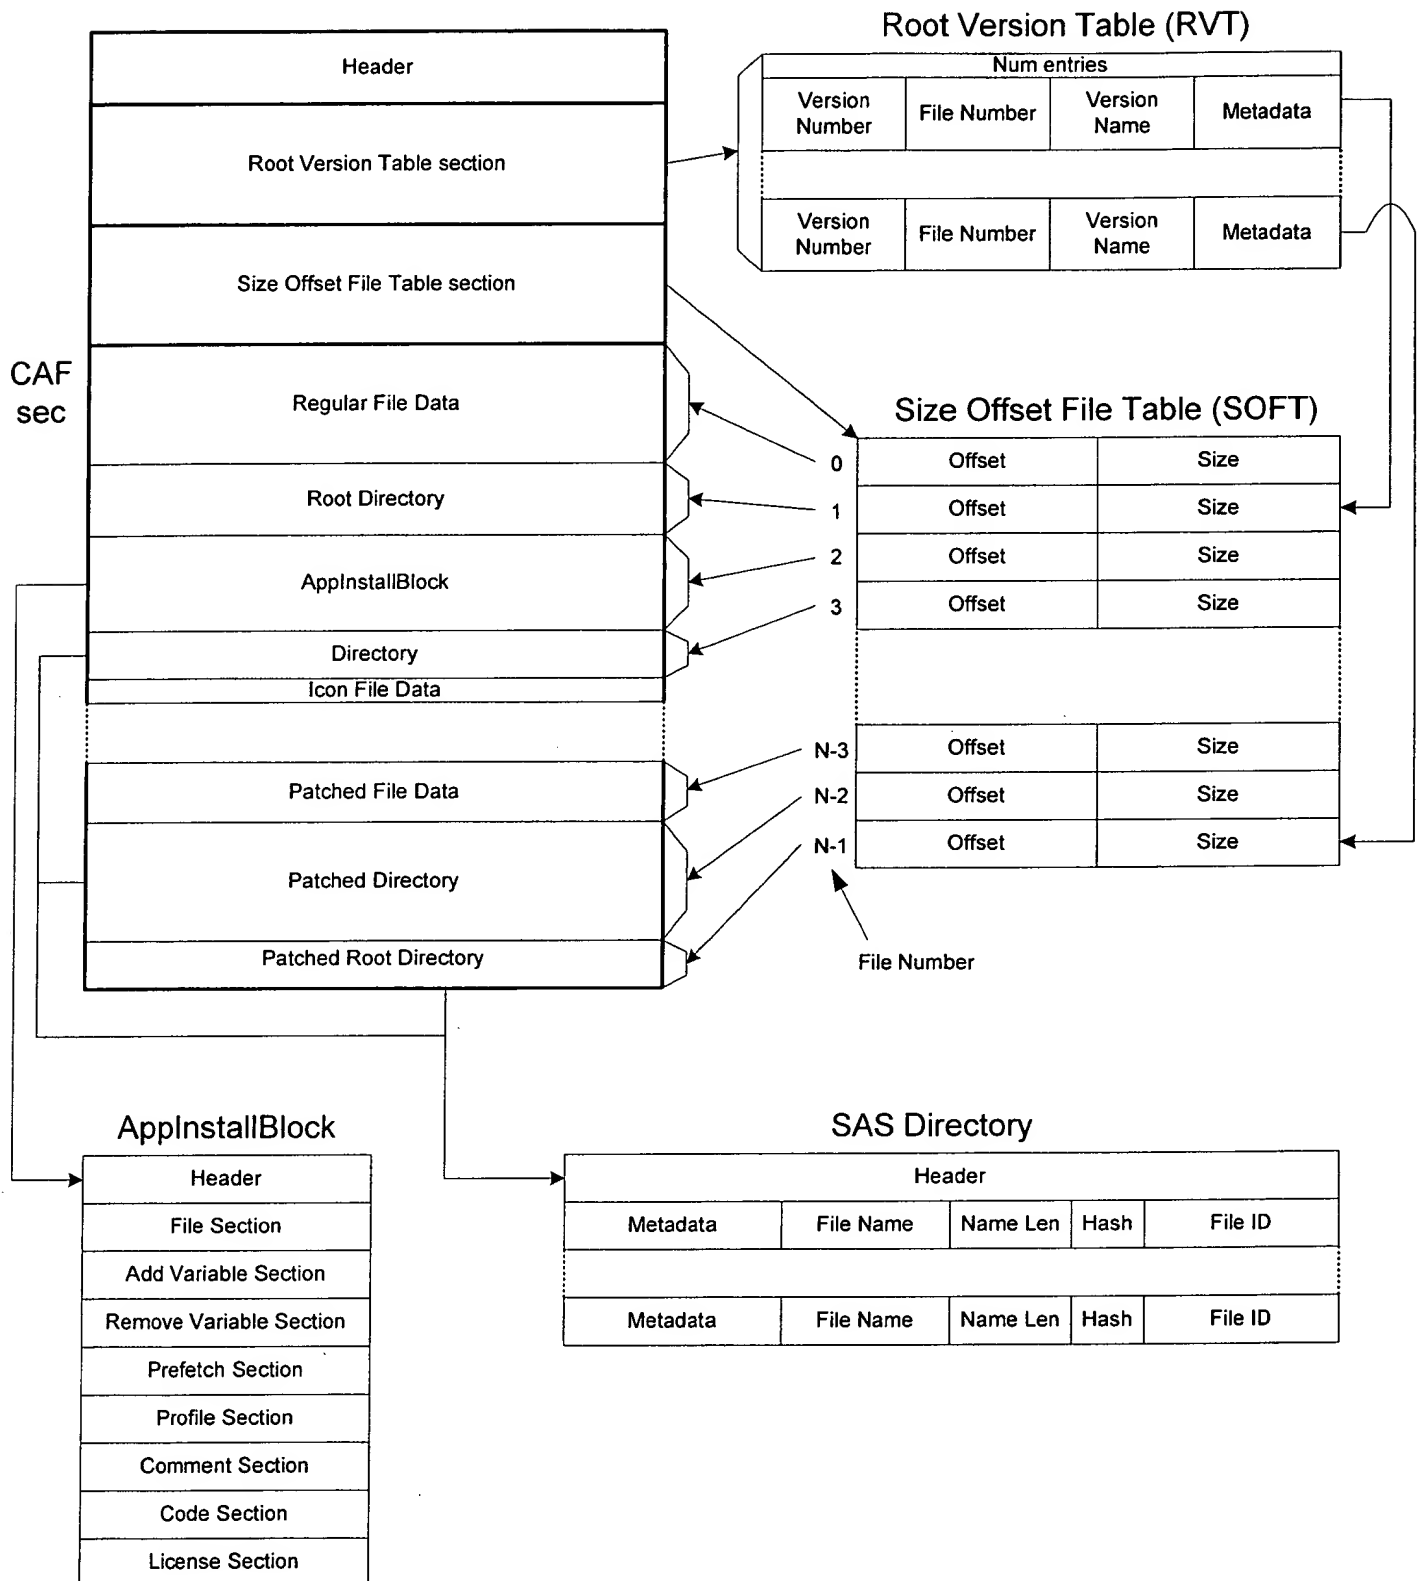 Root Version Table (RVT)
Num entries
Version Number
File Number
Version Name
Metadata
Version Number
File Number
Version Name
Metadata
CAF sec
Header
Root Version Table section
Size Offset File Table section
Regular File Data
Root Directory
AppInstallBlock
Directory
Icon File Data
Patched File Data
Patched Directory
Patched Root Directory
Size Offset File Table (SOFT)
0 Offset Size
1 Offset Size
2 Offset Size
3 Offset Size
N-3 Offset Size
N-2 Offset Size
N-1 Offset Size
File Number
AppInstallBlock
Header
File Section
Add Variable Section
Remove Variable Section
Prefetch Section
Profile Section
Comment Section
Code Section
License Section
SAS Directory
Header
Metadata File Name Name Len Hash File ID
Metadata File Name Name Len Hash File ID